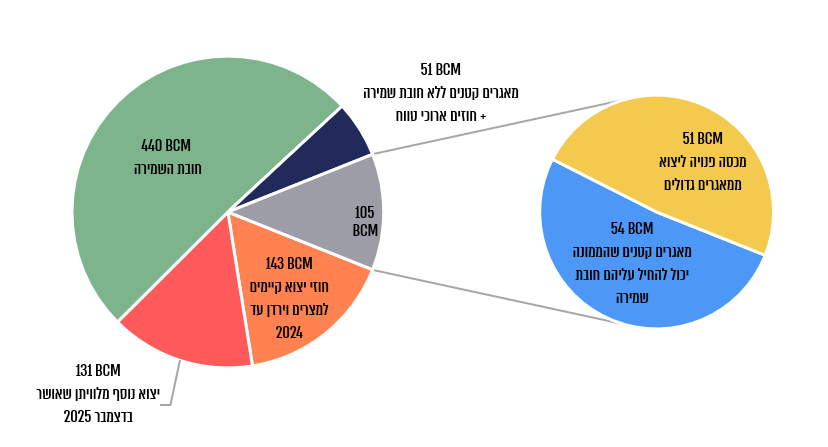 51 BCM
מאגרים קטנים ללא חובת שמירה
+ חוזים ארוכי טווח
440 BCM
חובת השמירה
105
BCM
143 BCM
חוזי יצוא קיימים
למצרים וירדן עד
2024
131 BCM
יצוא נוסף מלוויתן שאושר
בדצמבר 2025
51 BCM
מכסה פנויה ליצוא
ממאגרים גדולים
54 BCM
מאגרים קטנים שהממונה
יכול להחיל עליהם חובת
שמירה